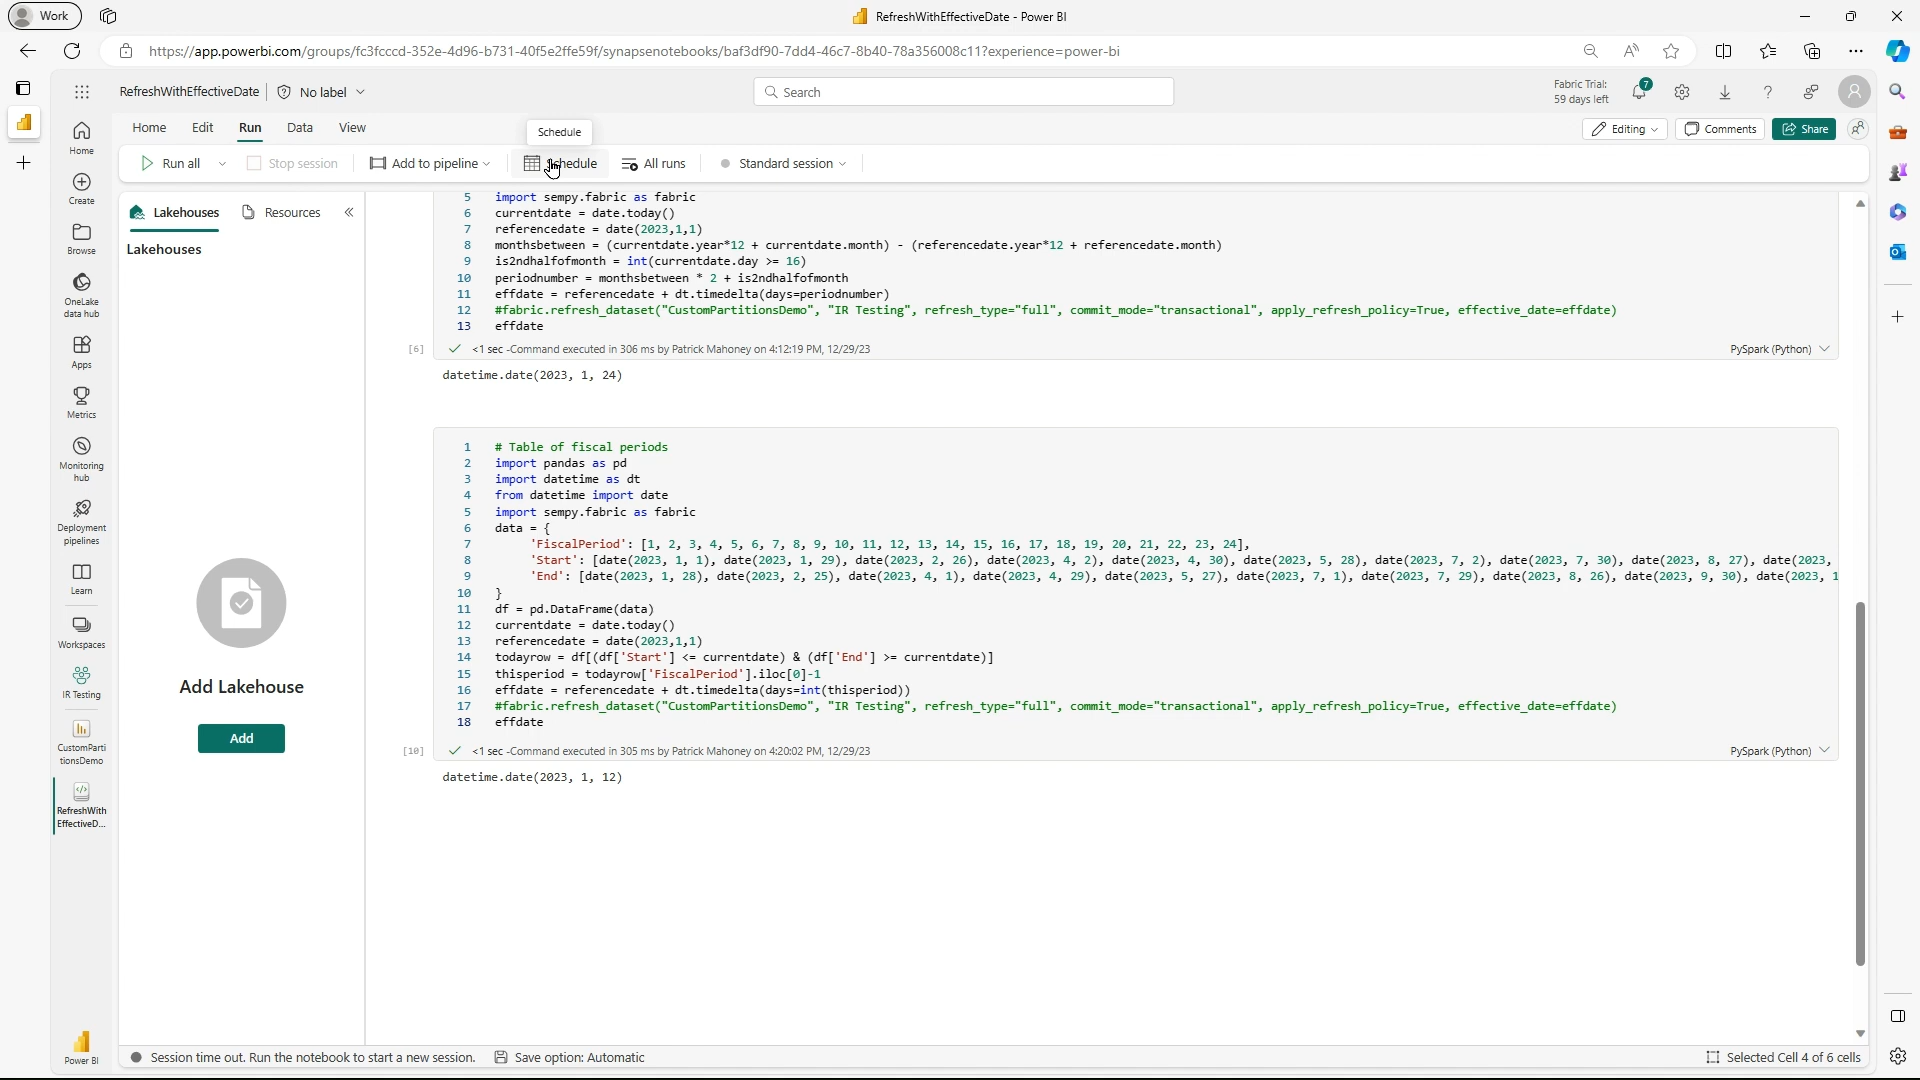 Work
RefreshWithEffectiveDate - Power BI
https://app.powerbi.com/groups/fc3fcccd-352e-4d96-b731-40f5e2ffe59f/synapsenotebooks/baf3df90-7dd4-46c7-8b40-78a356008c11?experience=power-bi
RefreshWithEffectiveDate
No label
Search
Fabric Trial:
59 days left
7
?
Home
Edit
Run
Data
View
Schedule
Editing
Comments
Share
Run all
Stop session
Add to pipeline
Schedule
All runs
Standard session
Home
Create
Browse
OneLake
data hub
Apps
Metrics
Monitoring
hub
Deployment
pipelines
Learn
Workspaces
IR Testing
CustomParti
tionsDemo
RefreshWith
EffectiveD...
Power BI
Lakehouses
Resources
Lakehouses
Add Lakehouse
Add
5 import sempy.fabric as fabric
6 currentdate = date.today()
7 referencedate = date(2023,1,1)
8 monthsbetween = (currentdate.year*12 + currentdate.month) - (referencedate.year*12 + referencedate.month)
9 is2ndhalfofmonth = int(currentdate.day >= 16)
10 periodnumber = monthsbetween * 2 + is2ndhalfofmonth
11 effdate = referencedate + dt.timedelta(days=periodnumber)
12 #fabric.refresh_dataset("CustomPartitionsDemo", "IR Testing", refresh_type="full", commit_mode="transactional", apply_refresh_policy=True, effective_date=effdate)
13 effdate
[6] <1 sec -Command executed in 306 ms by Patrick Mahoney on 4:12:19 PM, 12/29/23 PySpark (Python)
datetime.date(2023, 1, 24)
1 # Table of fiscal periods
2 import pandas as pd
3 import datetime as dt
4 from datetime import date
5 import sempy.fabric as fabric
6 data = {
7 'FiscalPeriod': [1, 2, 3, 4, 5, 6, 7, 8, 9, 10, 11, 12, 13, 14, 15, 16, 17, 18, 19, 20, 21, 22, 23, 24],
8 'Start': [date(2023, 1, 1), date(2023, 1, 29), date(2023, 2, 26), date(2023, 4, 2), date(2023, 4, 30), date(2023, 5, 28), date(2023, 7, 2), date(2023, 7, 30), date(2023, 8, 27), date(2023,
9 'End': [date(2023, 1, 28), date(2023, 2, 25), date(2023, 4, 1), date(2023, 4, 29), date(2023, 5, 27), date(2023, 7, 1), date(2023, 7, 29), date(2023, 8, 26), date(2023, 9, 30), date(2023, 1
10 }
11 df = pd.DataFrame(data)
12 currentdate = date.today()
13 referencedate = date(2023,1,1)
14 todayrow = df[(df['Start'] <= currentdate) & (df['End'] >= currentdate)]
15 thisperiod = todayrow['FiscalPeriod'].iloc[0]-1
16 effdate = referencedate + dt.timedelta(days=int(thisperiod))
17 #fabric.refresh_dataset("CustomPartitionsDemo", "IR Testing", refresh_type="full", commit_mode="transactional", apply_refresh_policy=True, effective_date=effdate)
18 effdate
[10] <1 sec -Command executed in 305 ms by Patrick Mahoney on 4:20:02 PM, 12/29/23 PySpark (Python)
datetime.date(2023, 1, 12)
Session time out. Run the notebook to start a new session.
Save option: Automatic
Selected Cell 4 of 6 cells